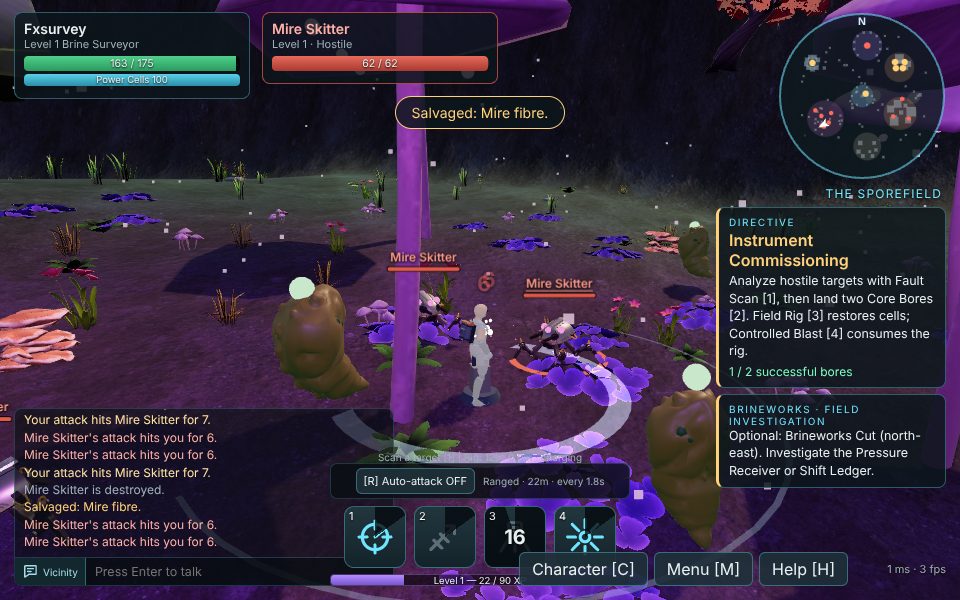 Fxsurvey
Level 1 Brine Surveyor
163 / 175
Power Cells 100
Mire Skitter
Level 1 · Hostile
62 / 62
Salvaged: Mire fibre.
N
THE SPOREFIELD
DIRECTIVE
Instrument
Commissioning
Analyze hostile targets with Fault
Scan [1], then land two Core Bores
[2]. Field Rig [3] restores cells;
Controlled Blast [4] consumes the
rig.
1 / 2 successful bores
BRINEWORKS · FIELD
INVESTIGATION
Optional: Brineworks Cut (north-
east). Investigate the Pressure
Receiver or Shift Ledger.
Mire Skitter
Mire Skitter
er
Your attack hits Mire Skitter for 7.
Mire Skitter's attack hits you for 6.
Mire Skitter's attack hits you for 6.
Your attack hits Mire Skitter for 7.
Mire Skitter is destroyed.
Salvaged: Mire fibre.
Mire Skitter's attack hits you for 6.
Mire Skitter's attack hits you for 6.
Vicinity
Press Enter to talk
[R] Auto-attack OFF
Ranged · 22m · every 1.8s
1
2
3
16
4
Level 1 — 22 / 90 X
Character [C]
Menu [M]
Help [H]
1 ms · 3 fps